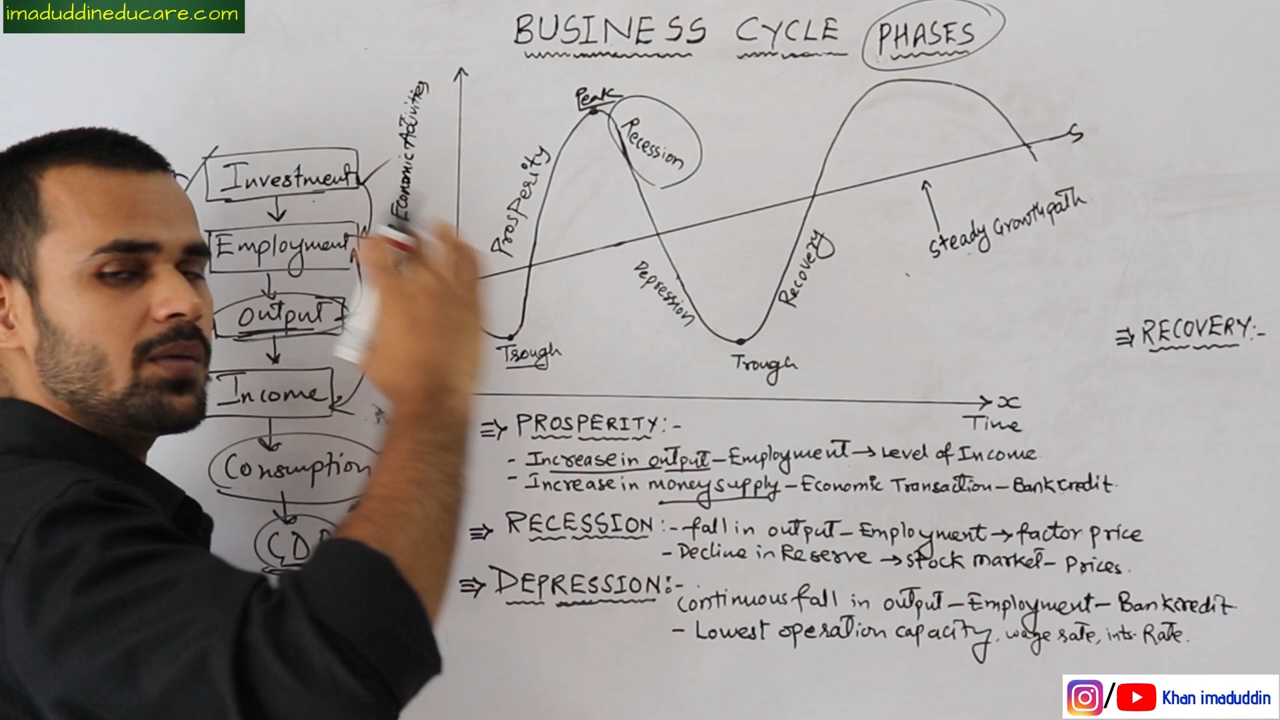 imaduddineducare.com
BUSINESS CYCLE PHASES
Economic Activities
Peak
Recession
Prosperity
Depression
Recovery
S
Steady Growth path
Trough
Trough
x
Time
Investment
Employment
Output
Income
Consumption
GD
⇛ RECOVERY:-
⇛ PROSPERITY:-
- Increase in output - Employment → Level of Income
- Increase in money supply - Economic Transaction - Bank Credit.
⇛ RECESSION:- fall in output - Employment → factor price
- Decline in Reserve → Stock market - Prices.
⇛ DEPRESSION:-
Continuous fall in output - Employment - Bank credit
- Lowest operation capacity, wage rate, int. Rate.
/ Khan imaduddin